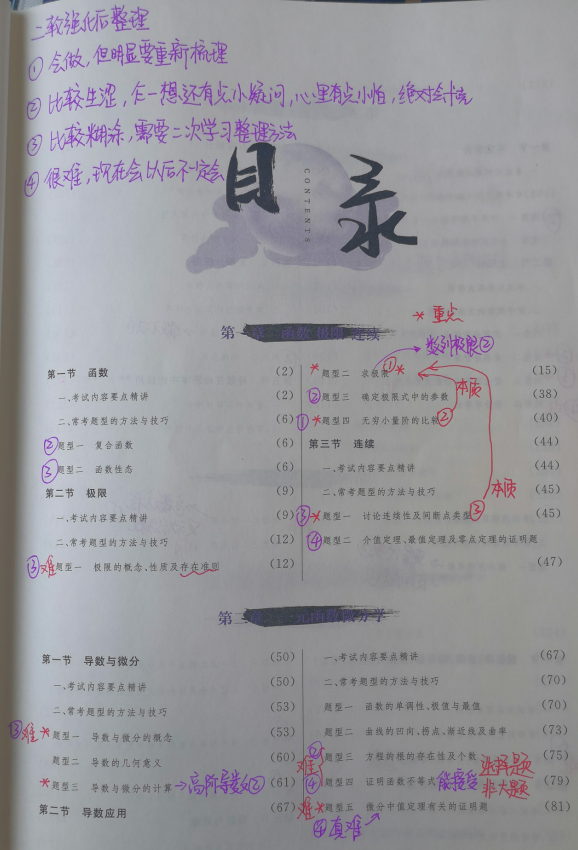 二轮强化后整理
① 会做，但明显要重新梳理
② 比较生涩，乍一想还有点小疑问，心里有点小怕，绝对会卡克
③ 比较糊涂，需要二次学习整理方法
④ 很难，现在会以后不一定会
目录
CONTENTS
* 重点
第一章 函数 极限 连续
数列极限②
第一节 函数 (2)
一、考试内容要点精讲 (2)
二、常考题型的方法与技巧 (6)
② 题型一 复合函数 (6)
③ 题型二 函数性态 (6)
第二节 极限 (9)
一、考试内容要点精讲 (9)
二、常考题型的方法与技巧 (12)
③ 难 题型一 极限的概念、性质及存在准则 (12)
* 题型二 求极限 ① * (15)
本质
② 题型三 确定极限式中的参数 (38)
① * 题型四 无穷小量阶的比较 ② (40)
第三节 连续 (44)
一、考试内容要点精讲 (44)
二、常考题型的方法与技巧 (45)
本质
③ * 题型一 讨论连续性及间断点类型 ③ (45)
④ 题型二 介值定理、最值定理及零点定理的证明题
(47)
第二章 一元函数微分学
第一节 导数与微分 (50)
一、考试内容要点精讲 (50)
二、常考题型的方法与技巧 (53)
③ 难 * 题型一 导数与微分的概念 (53)
题型二 导数的几何意义 (60)
* 题型三 导数与微分的计算 → 高阶导数② (61)
第二节 导数应用 (67)
一、考试内容要点精讲 (67)
二、常考题型的方法与技巧 (70)
题型一 函数的单调性、极值与最值 (70)
题型二 曲线的凹向、拐点、渐近线及曲率 (73)
② 题型三 方程的根的存在性及个数 (75)
难 ④ 题型四 证明函数不等式 能接受 选择题 非大题 (79)
难 * 题型五 微分中值定理有关的证明题 (81)
④ 真难